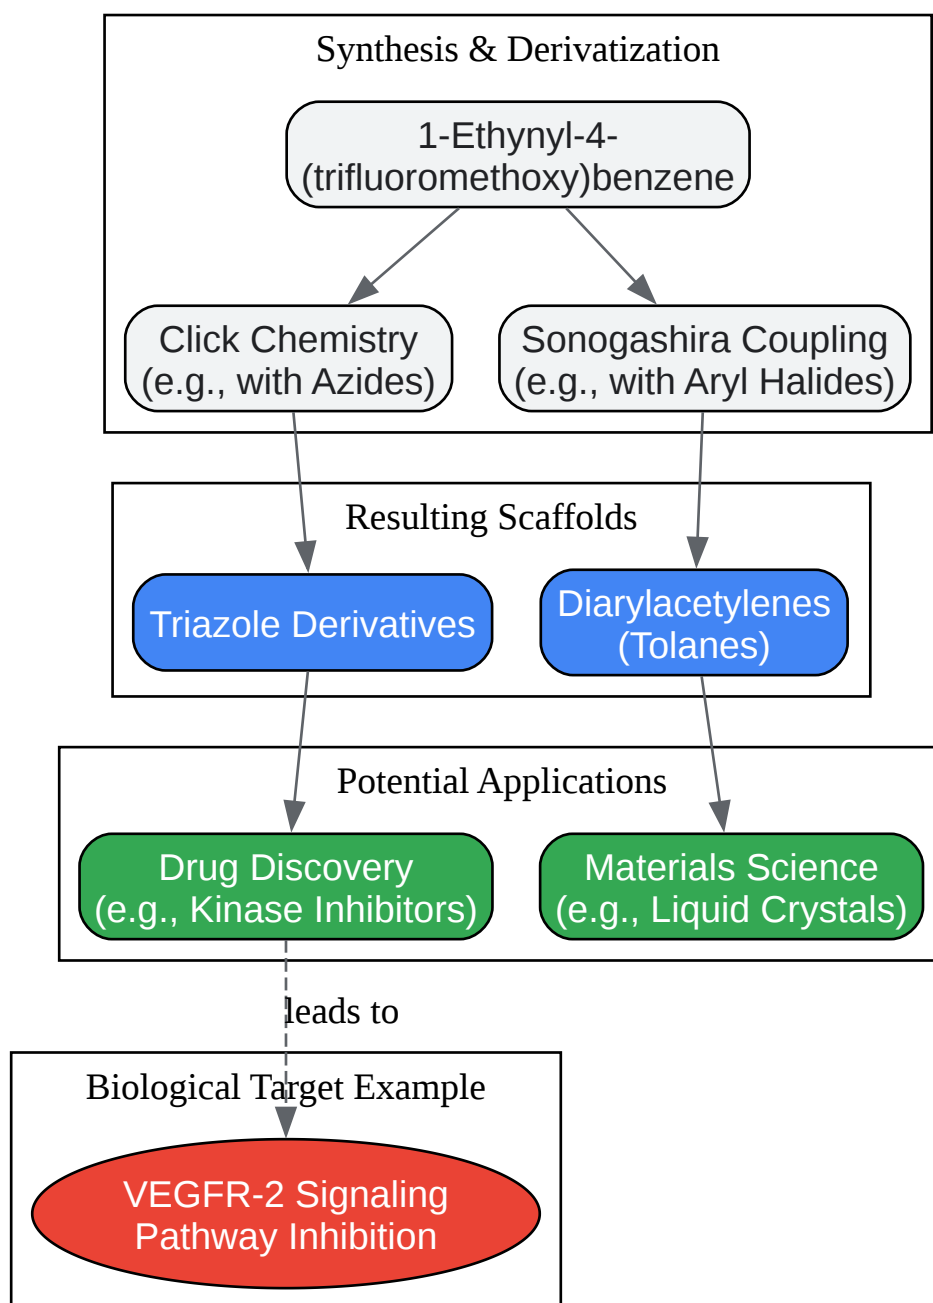 Synthesis & Derivatization
1-Ethynyl-4-
(trifluoromethoxy)benzene
Click Chemistry
(e.g., with Azides)
Sonogashira Coupling
(e.g., with Aryl Halides)
Resulting Scaffolds
Triazole Derivatives
Diarylacetylenes
(Tolanes)
Potential Applications
Drug Discovery
(e.g., Kinase Inhibitors)
Materials Science
(e.g., Liquid Crystals)
leads to
Biological Target Example
VEGFR-2 Signaling
Pathway Inhibition